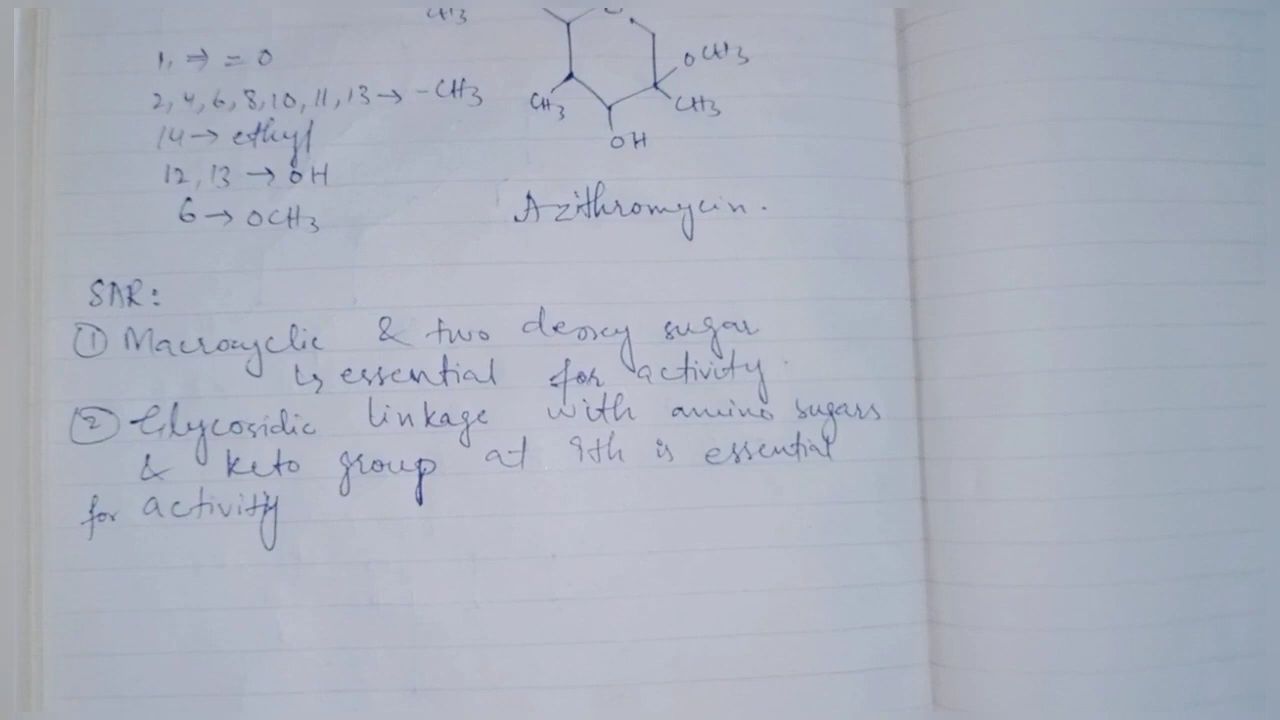 CH3
1, ⇒ = O
OCH3
2, 4, 6, 8, 10, 11, 13 → -CH3
CH3
CH3
14 → ethyl
OH
12, 13 → OH
6 → OCH3
Azithromycin.
SAR:
① Macrocyclic & two deoxy sugar
↳ essential for activity.
② Glycosidic linkage with amino sugars
& keto group at 9th is essential
for activity